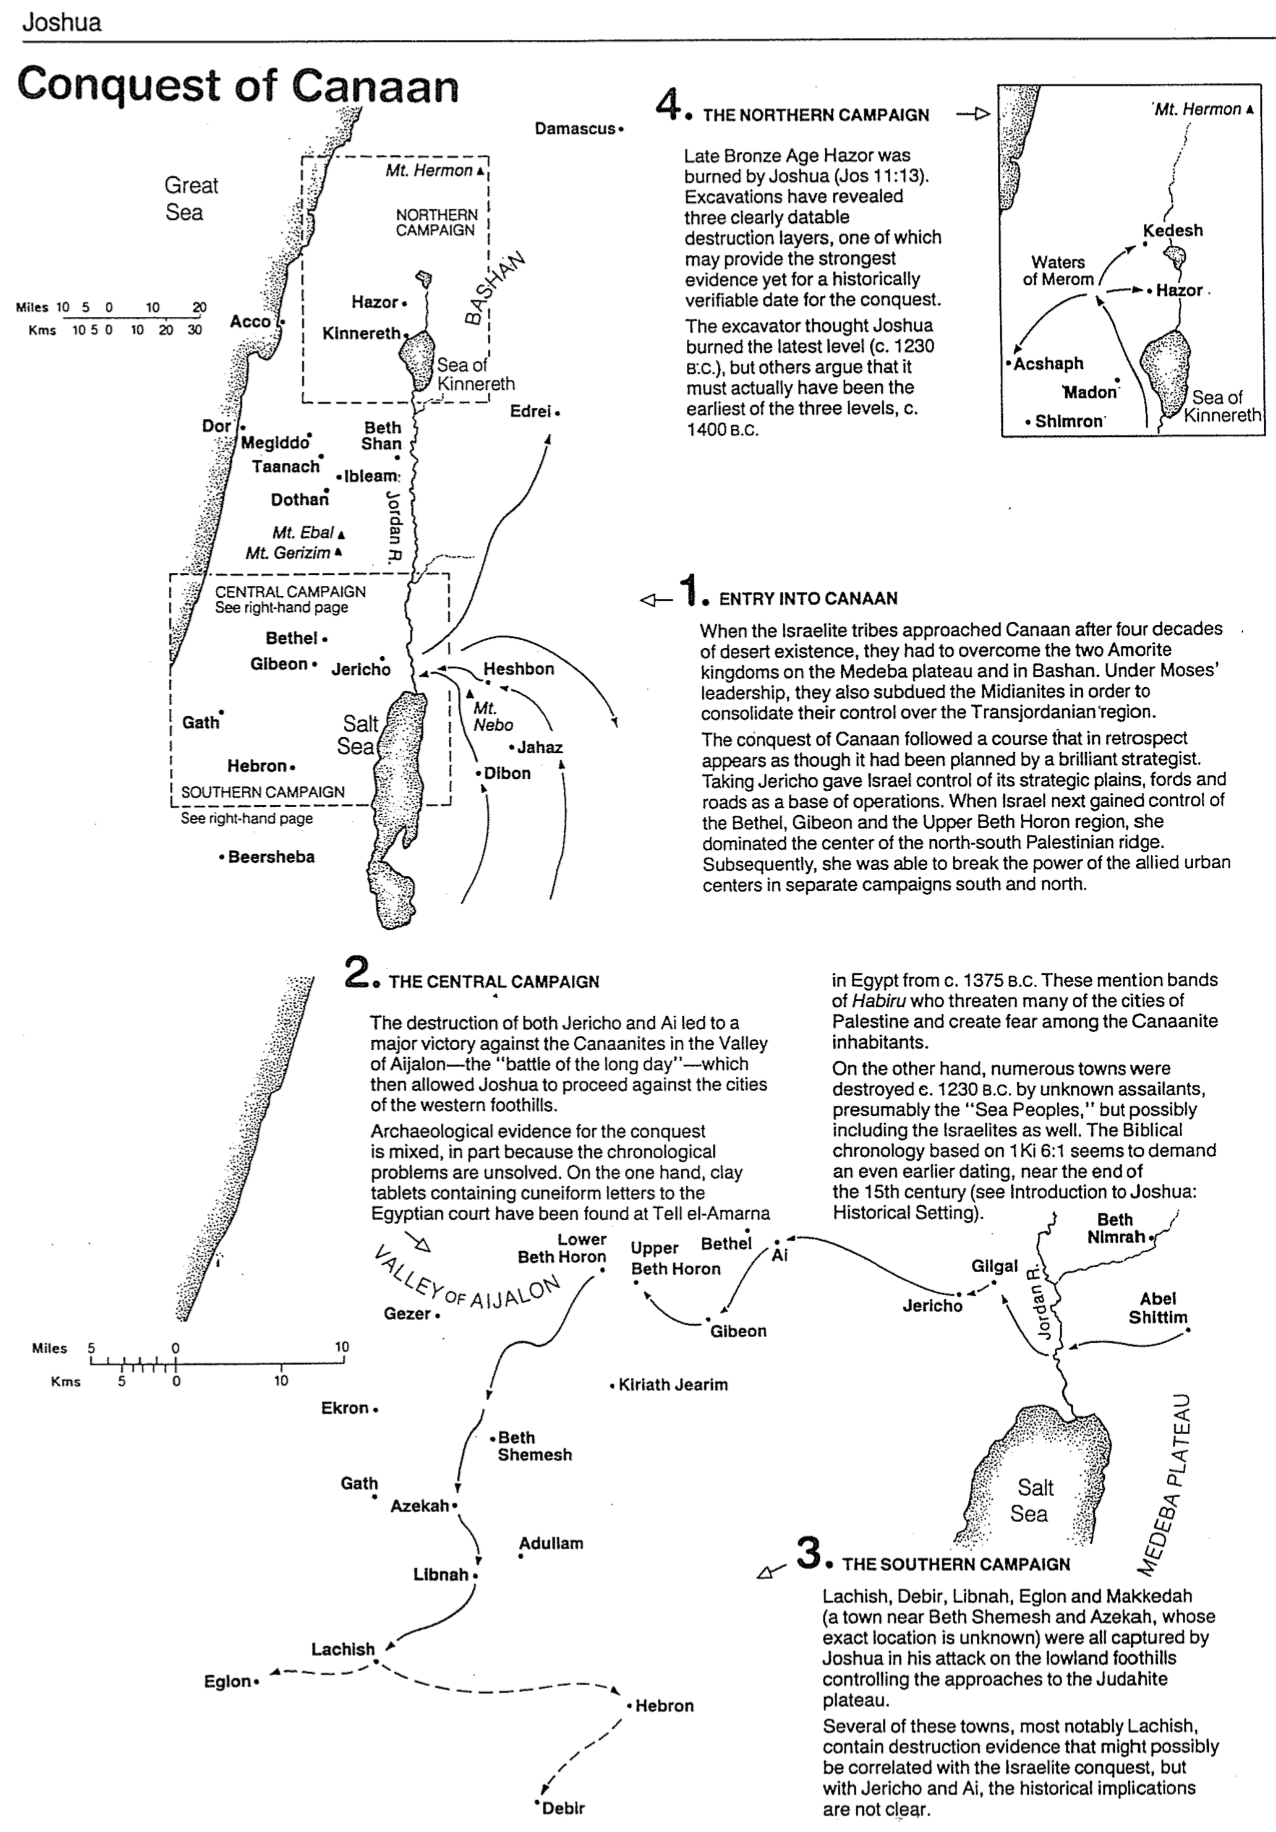 Joshua
Conquest of Canaan
Damascus
Great
Sea
Mt. Hermon
NORTHERN
CAMPAIGN
BASHAN
Hazor
Kinnereth
Sea of
Kinnereth
Miles 10 5 0 10 20
Kms 10 5 0 10 20 30
Acco
Edrei
Dor
Megiddo
Taanach
Beth
Shan
Ibleam
Dothan
Jordan R.
Mt. Ebal
Mt. Gerizim
CENTRAL CAMPAIGN
See right-hand page
Bethel
Gibeon
Jericho
Heshbon
Mt.
Nebo
Gath
Salt
Sea
Jahaz
Hebron
Dibon
SOUTHERN CAMPAIGN
See right-hand page
Beersheba
4. THE NORTHERN CAMPAIGN
Late Bronze Age Hazor was
burned by Joshua (Jos 11:13).
Excavations have revealed
three clearly datable
destruction layers, one of which
may provide the strongest
evidence yet for a historically
verifiable date for the conquest.
The excavator thought Joshua
burned the latest level (c. 1230
B.C.), but others argue that it
must actually have been the
earliest of the three levels, c.
1400 B.C.
Mt. Hermon
Kedesh
Waters
of Merom
Hazor
Acshaph
Madon
Shimron
Sea of
Kinnereth
1. ENTRY INTO CANAAN
When the Israelite tribes approached Canaan after four decades
of desert existence, they had to overcome the two Amorite
kingdoms on the Medeba plateau and in Bashan. Under Moses'
leadership, they also subdued the Midianites in order to
consolidate their control over the Transjordanian region.
The conquest of Canaan followed a course that in retrospect
appears as though it had been planned by a brilliant strategist.
Taking Jericho gave Israel control of its strategic plains, fords and
roads as a base of operations. When Israel next gained control of
the Bethel, Gibeon and the Upper Beth Horon region, she
dominated the center of the north-south Palestinian ridge.
Subsequently, she was able to break the power of the allied urban
centers in separate campaigns south and north.
2. THE CENTRAL CAMPAIGN
The destruction of both Jericho and Ai led to a
major victory against the Canaanites in the Valley
of Aijalon—the "battle of the long day"—which
then allowed Joshua to proceed against the cities
of the western foothills.
Archaeological evidence for the conquest
is mixed, in part because the chronological
problems are unsolved. On the one hand, clay
tablets containing cuneiform letters to the
Egyptian court have been found at Tell el-Amarna
in Egypt from c. 1375 B.C. These mention bands
of Habiru who threaten many of the cities of
Palestine and create fear among the Canaanite
inhabitants.
On the other hand, numerous towns were
destroyed c. 1230 B.C. by unknown assailants,
presumably the "Sea Peoples," but possibly
including the Israelites as well. The Biblical
chronology based on 1Ki 6:1 seems to demand
an even earlier dating, near the end of
the 15th century (see Introduction to Joshua:
Historical Setting).
VALLEY OF AIJALON
Lower
Beth Horon
Upper
Beth Horon
Bethel
Ai
Beth
Nimrah
Gilgal
Jordan R.
Jericho
Abel
Shittim
Gezer
Gibeon
Miles 5 0 10
Kms 5 0 10
Kiriath Jearim
Ekron
Beth
Shemesh
MEDEBA PLATEAU
Gath
Azekah
Salt
Sea
Adullam
Libnah
Lachish
Eglon
Hebron
Debir
3. THE SOUTHERN CAMPAIGN
Lachish, Debir, Libnah, Eglon and Makkedah
(a town near Beth Shemesh and Azekah, whose
exact location is unknown) were all captured by
Joshua in his attack on the lowland foothills
controlling the approaches to the Judahite
plateau.
Several of these towns, most notably Lachish,
contain destruction evidence that might possibly
be correlated with the Israelite conquest, but
with Jericho and Ai, the historical implications
are not clear.